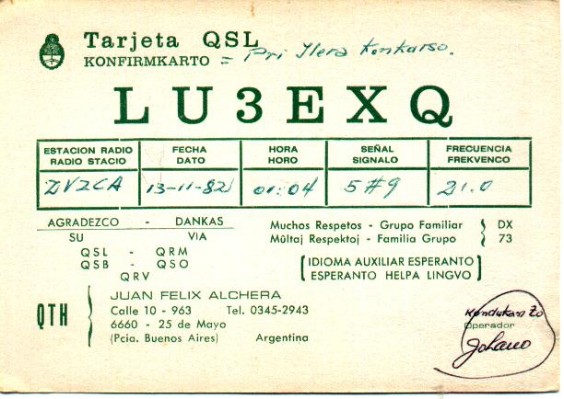 Tarjeta QSL
KONFIRMKARTO = Pri Ilera Konkurso.
LU3EXQ
ESTACION RADIO FECHA HORA SEÑAL FRECUENCIA
RADIO STACIO DATO HORO SIGNALO FREKVENCO
13-11-82 01:04 5#9 21.0
AGRADEZCO - DANKAS
SU VIA
QSL - QRM
QSB - QSO
QRV
Muchos Respetos - Grupo Familiar DX
Mûltaj Respektoj - Familia Grupo 73
IDIOMA AUXILIAR ESPERANTO
ESPERANTO HELPA LINGVO
QTH
JUAN FELIX ALCHERA
Calle 10 - 963 Tel. 0345-2943
6660 - 25 de Mayo
(Pcia. Buenos Aires) Argentina
Operador